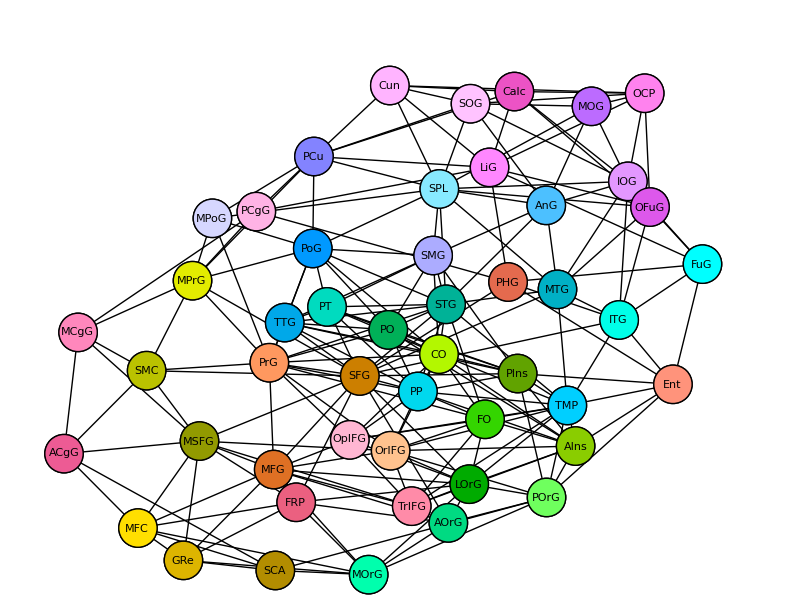 Cun
SOG
Calc
MOG
OCP
PCu
LiG
SPL
IOG
AnG
OFuG
MPoG
PCgG
PoG
SMG
FuG
MPrG
PHG
MTG
PT
STG
TTG
PO
ITG
MCgG
CO
PrG
SMC
SFG
PIns
PP
Ent
TMP
FO
MSFG
OpIFG
OrIFG
AIns
ACgG
MFG
LOrG
FRP
TrIFG
POrG
AOrG
MFC
GRe
SCA
MOrG